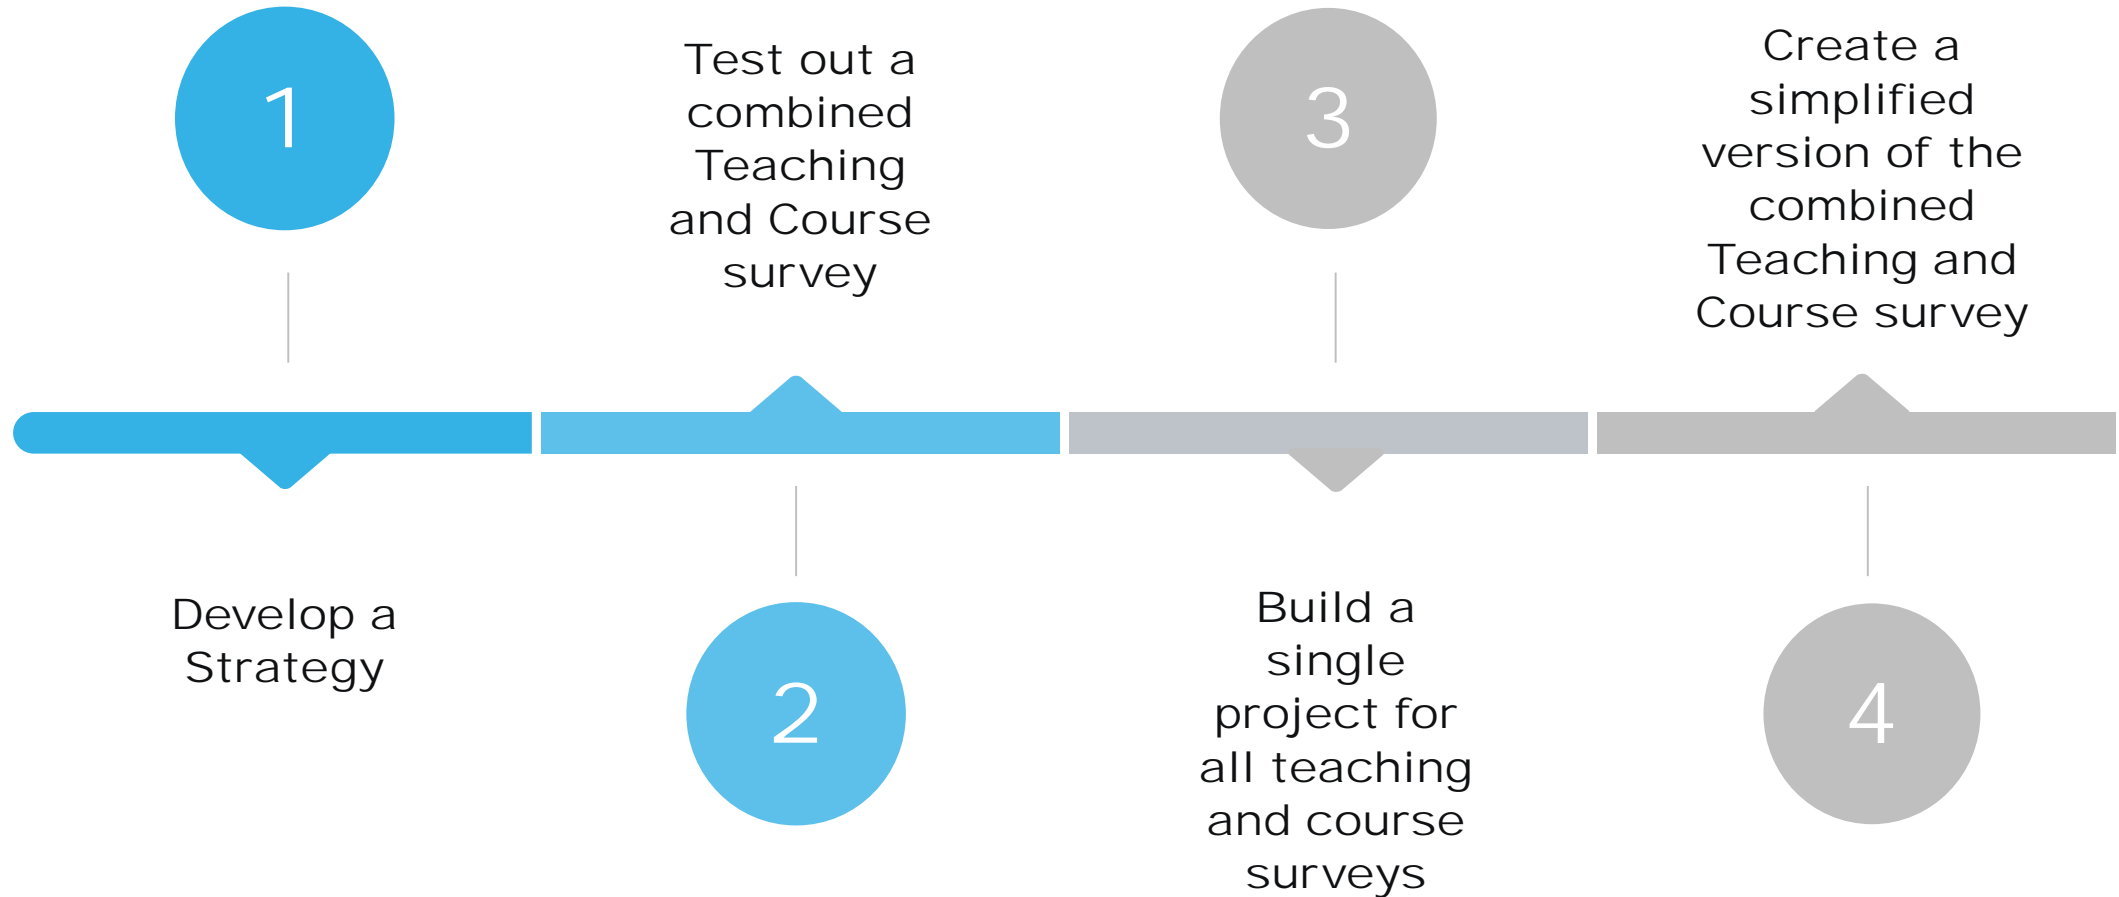 1
Develop a
Strategy
Test out a
combined
Teaching
and Course
survey
2
3
Build a
single
project for
all teaching
and course
surveys
Create a
simplified
version of the
combined
Teaching and
Course survey
4